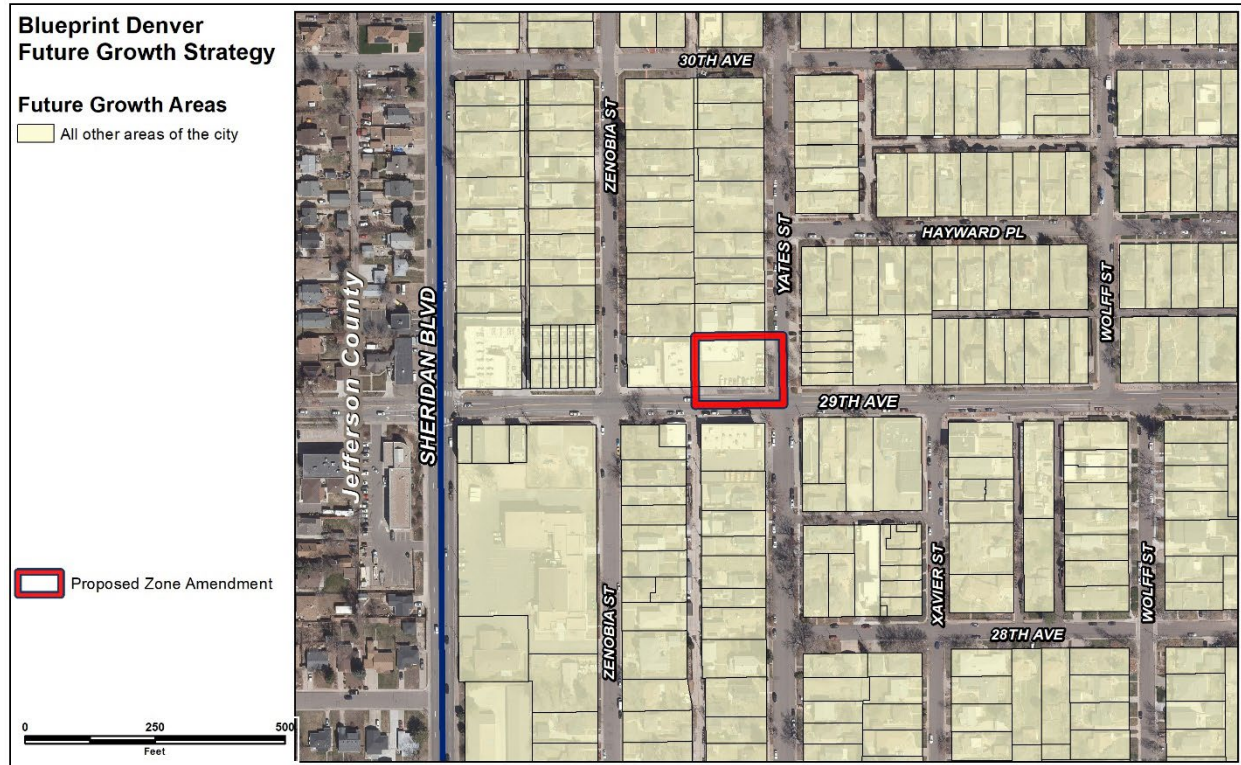 Blueprint Denver
Future Growth Strategy
Future Growth Areas
All other areas of the city
Proposed Zone Amendment
0 250 500
Feet
Jefferson County
SHERIDAN BLVD
30TH AVE
ZENOBIA ST
YATES ST
HAYWARD PL
WOLFF ST
29TH AVE
ZENOBIA ST
XAVIER ST
28TH AVE
WOLFF ST